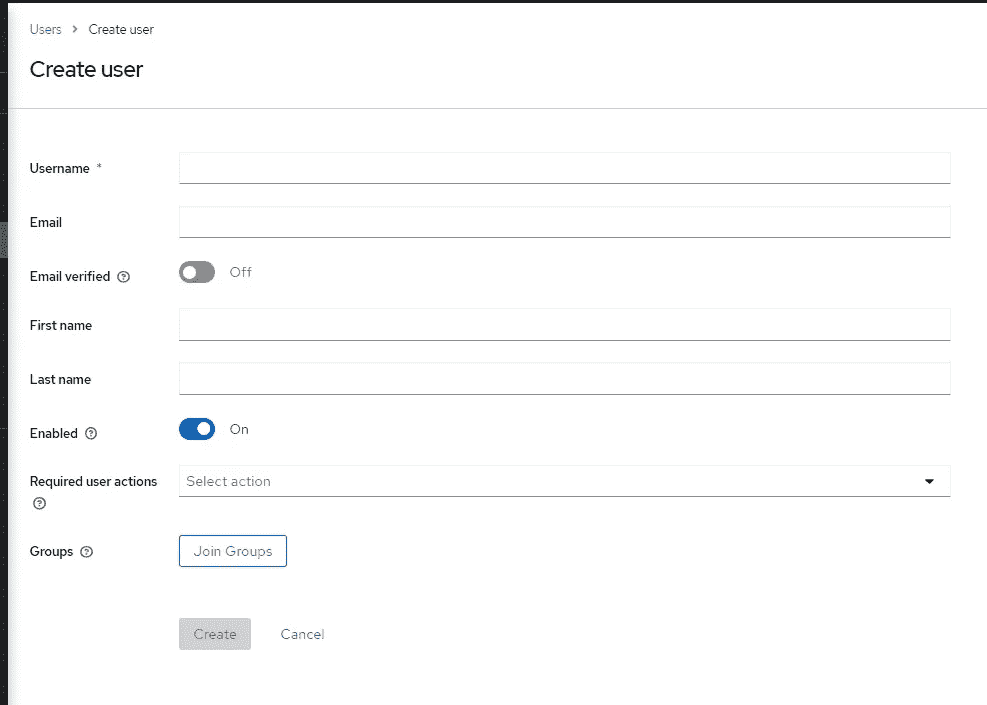 Users > Create user
Create user
Username *
Email
Email verified
Off
First name
Last name
Enabled
On
Required user actions
Select action
Groups
Join Groups
Create
Cancel